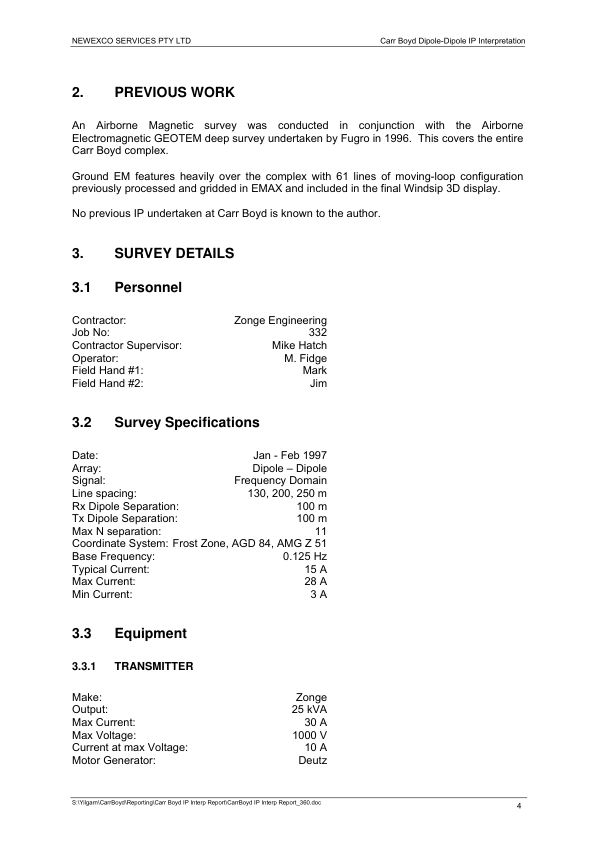 NEWEXCO SERVICES PTY LTD Carr Boyd Dipole-Dipole IP Interpretation
2. PREVIOUS WORK
An Airborne Magnetic survey was conducted in conjunction with the Airborne
Electromagnetic GEOTEM deep survey undertaken by Fugro in 1996. This covers the entire
Carr Boyd complex.
Ground EM features heavily over the complex with 61 lines of moving-loop configuration
previously processed and gridded in EMAX and included in the final Windsip 3D display.
No previous IP undertaken at Carr Boyd is known to the author.
3. SURVEY DETAILS
3.1 Personnel
Contractor: Zonge Engineering
Job No: 332
Contractor Supervisor: Mike Hatch
Operator: M. Fidge
Field Hand #1: Mark
Field Hand #2: Jim
3.2 Survey Specifications
Date: Jan - Feb 1997
Array: Dipole – Dipole
Signal: Frequency Domain
Line spacing: 130, 200, 250 m
Rx Dipole Separation: 100 m
Tx Dipole Separation: 100 m
Max N separation: 11
Coordinate System: Frost Zone, AGD 84, AMG Z 51
Base Frequency: 0.125 Hz
Typical Current: 15 A
Max Current: 28 A
Min Current: 3 A
3.3 Equipment
3.3.1 TRANSMITTER
Make: Zonge
Output: 25 kVA
Max Current: 30 A
Max Voltage: 1000 V
Current at max Voltage: 10 A
Motor Generator: Deutz
S:\Yilgarn\CarrBoyd\Reporting\Carr Boyd IP Interp Report\CarrBoyd IP Interp Report_360.doc 4